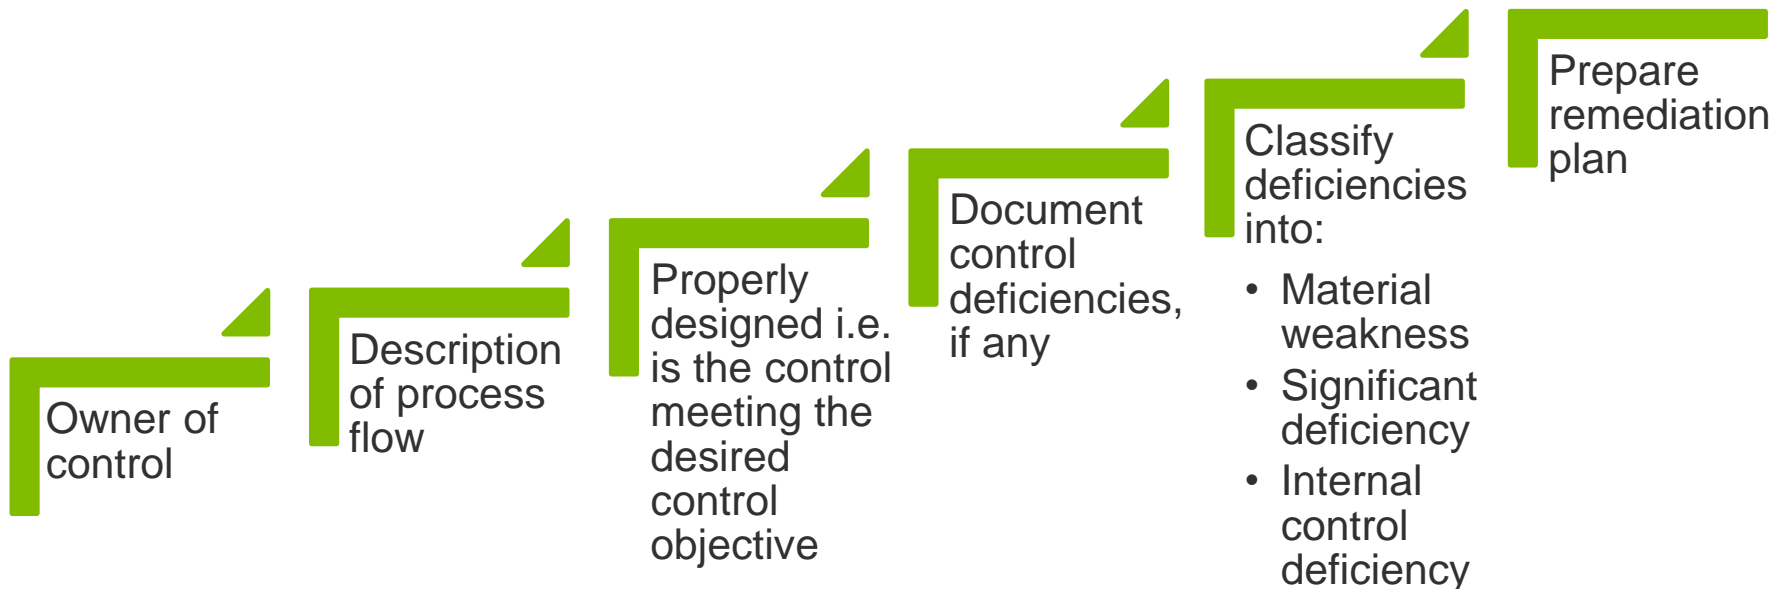 Owner of
control
Description
of process
flow
Properly
designed i.e.
is the control
meeting the
desired
control
objective
Document
control
deficiencies,
if any
Classify
deficiencies
into:
• Material
weakness
• Significant
deficiency
• Internal
control
deficiency
Prepare
remediation
plan